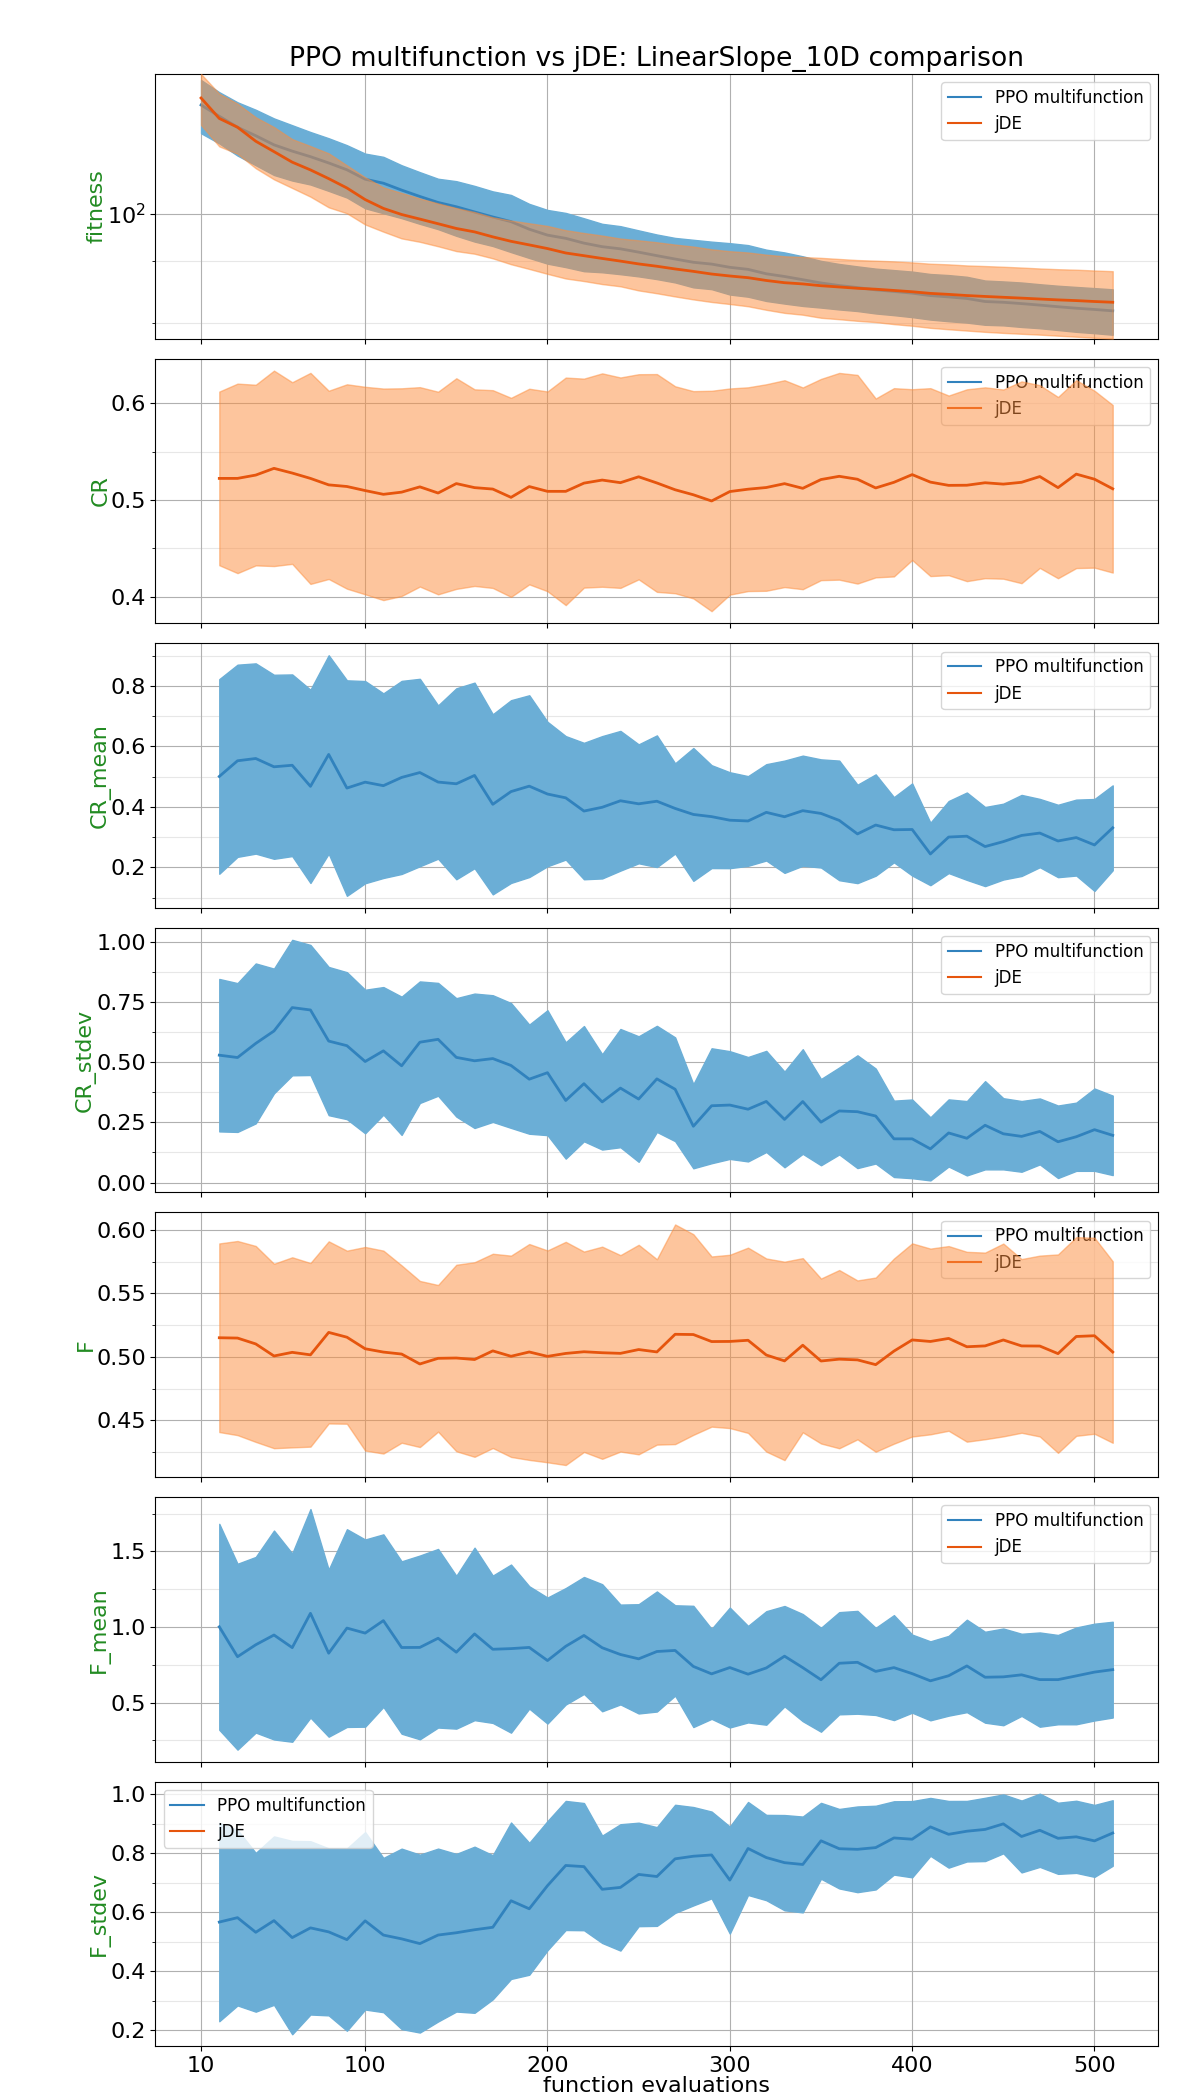 PPO multifunction vs jDE: LinearSlope_10D comparison
PPO multifunction
jDE
fitness
10²
PPO multifunction
jDE
CR
0.6
0.5
0.4
PPO multifunction
jDE
CR_mean
0.8
0.6
0.4
0.2
PPO multifunction
jDE
CR_stdev
1.00
0.75
0.50
0.25
0.00
PPO multifunction
jDE
F
0.60
0.55
0.50
0.45
PPO multifunction
jDE
F_mean
1.5
1.0
0.5
PPO multifunction
jDE
F_stdev
1.0
0.8
0.6
0.4
0.2
10 100 200 300 400 500
function evaluations